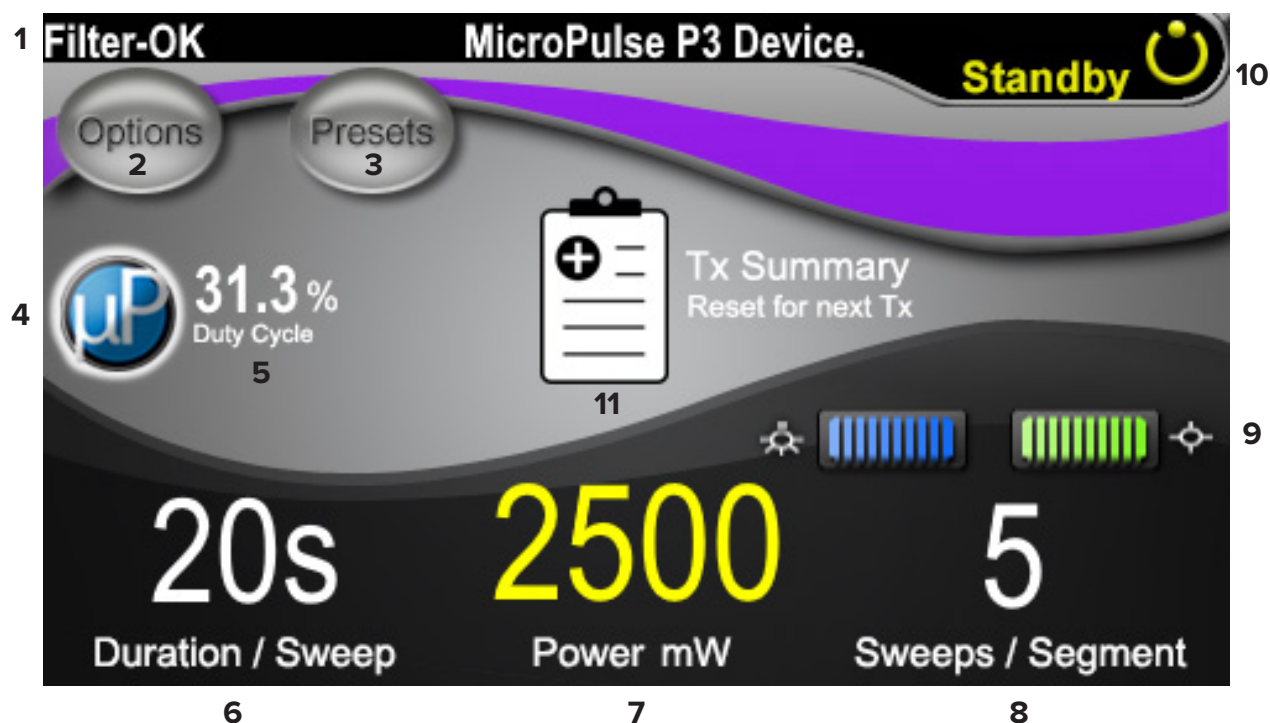 1
Filter-OK
MicroPulse P3 Device.
Standby
10
Options
2
Presets
3
4
µP
31.3 %
Duty Cycle
5
Tx Summary
Reset for next Tx
11
9
20s
Duration / Sweep
2500
Power mW
5
Sweeps / Segment
6
7
8